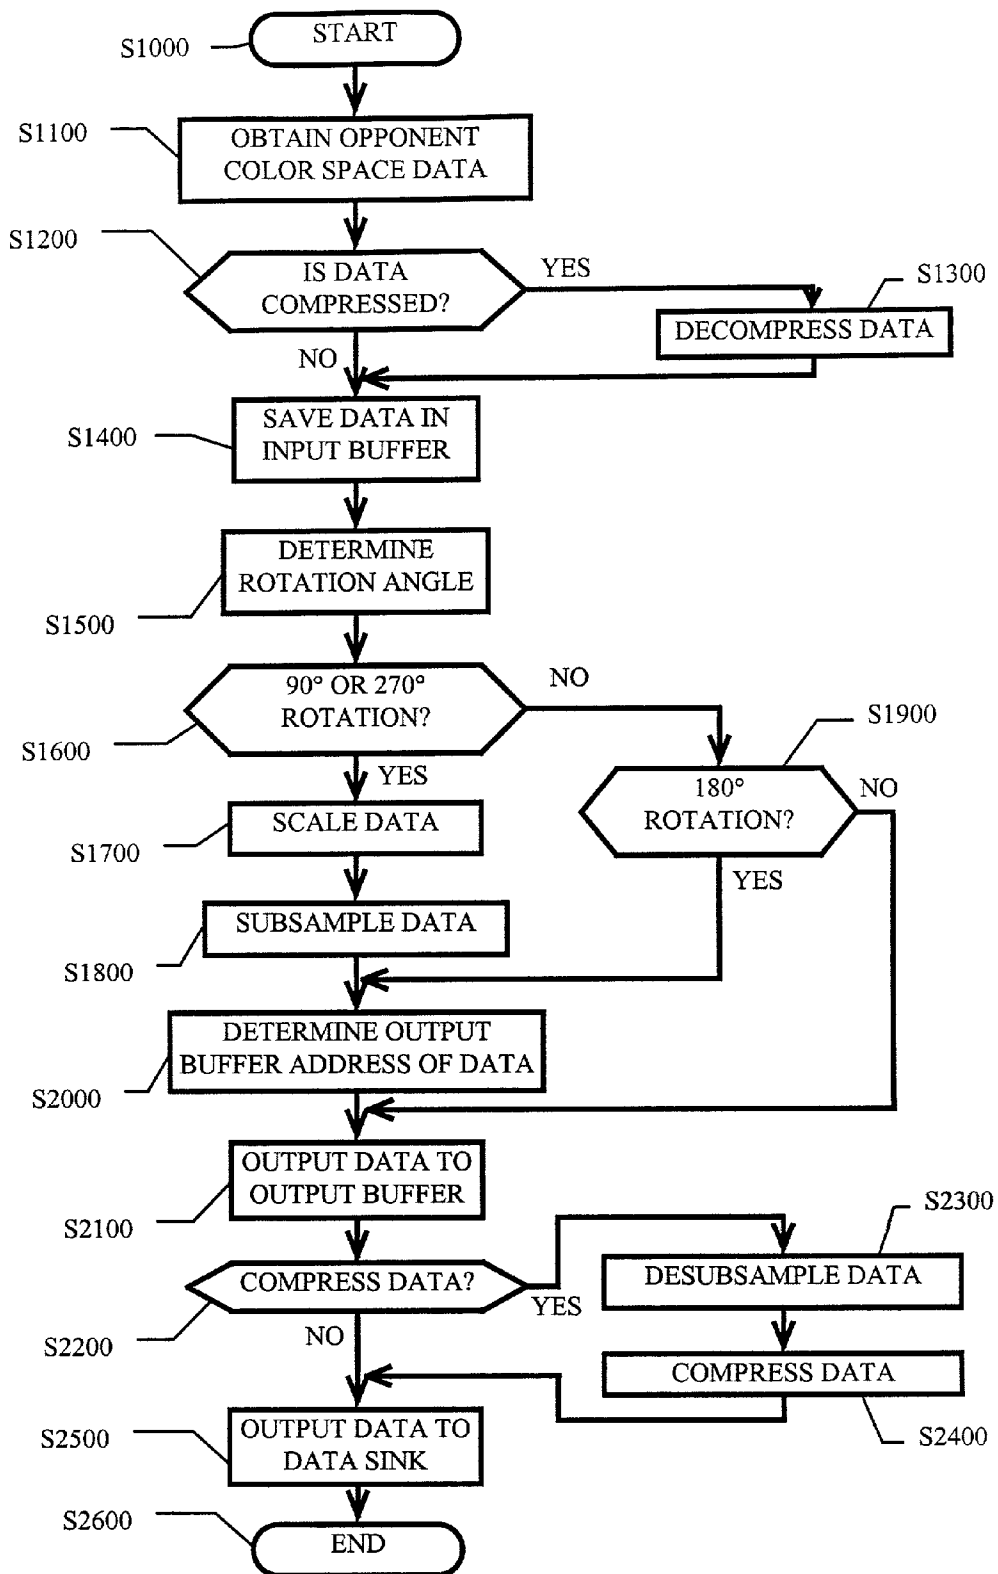 START
S1000
S1100
OBTAIN OPPONENT
COLOR SPACE DATA
S1200
IS DATA
COMPRESSED?
YES
S1300
DECOMPRESS DATA
NO
S1400
SAVE DATA IN
INPUT BUFFER
DETERMINE
ROTATION ANGLE
S1500
90° OR 270°
ROTATION?
NO
S1600
YES
S1900
180°
ROTATION?
NO
YES
SCALE DATA
S1700
SUBSAMPLE DATA
S1800
DETERMINE OUTPUT
BUFFER ADDRESS OF DATA
S2000
OUTPUT DATA TO
OUTPUT BUFFER
S2100
COMPRESS DATA?
YES
S2200
NO
S2300
DESUBSAMPLE DATA
COMPRESS DATA
S2400
OUTPUT DATA TO
DATA SINK
S2500
S2600
END